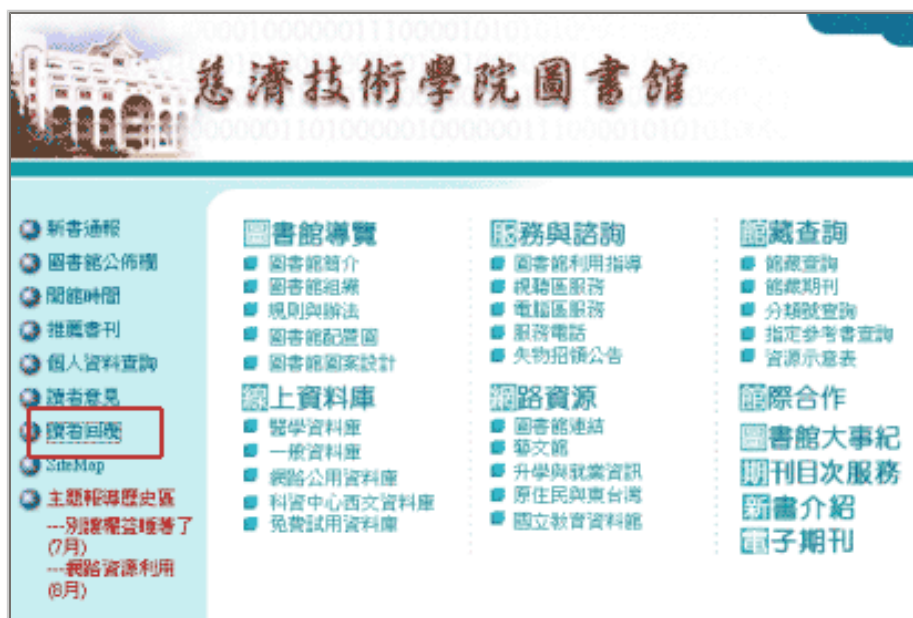 慈濟技術學院圖書館
新書通報
圖書館公佈欄
開館時間
推薦書刊
個人資料查詢
讀者意見
讀者回機
SiteMap
主題報導歷史區
---別讓權益睡著了
(7月)
---網路資源利用
(8月)
圖書館導覽
圖書館簡介
圖書館組織
規則與辦法
圖書館配置圖
圖書館圖案設計
線上資料庫
醫學資料庫
一般資料庫
網路公用資料庫
科資中心西文資料庫
免費試用資料庫
服務與諮詢
圖書館利用指導
視聽區服務
電腦區服務
服務電話
失物招領公告
網路資源
圖書館連結
藝文館
升學與就業資訊
原住民與東台灣
國立教育資料館
館藏查詢
館藏查詢
館藏期刊
分類號查詢
指定參考書查詢
資源示意表
館際合作
圖書館大事紀
期刊目次服務
新書介紹
電子期刊